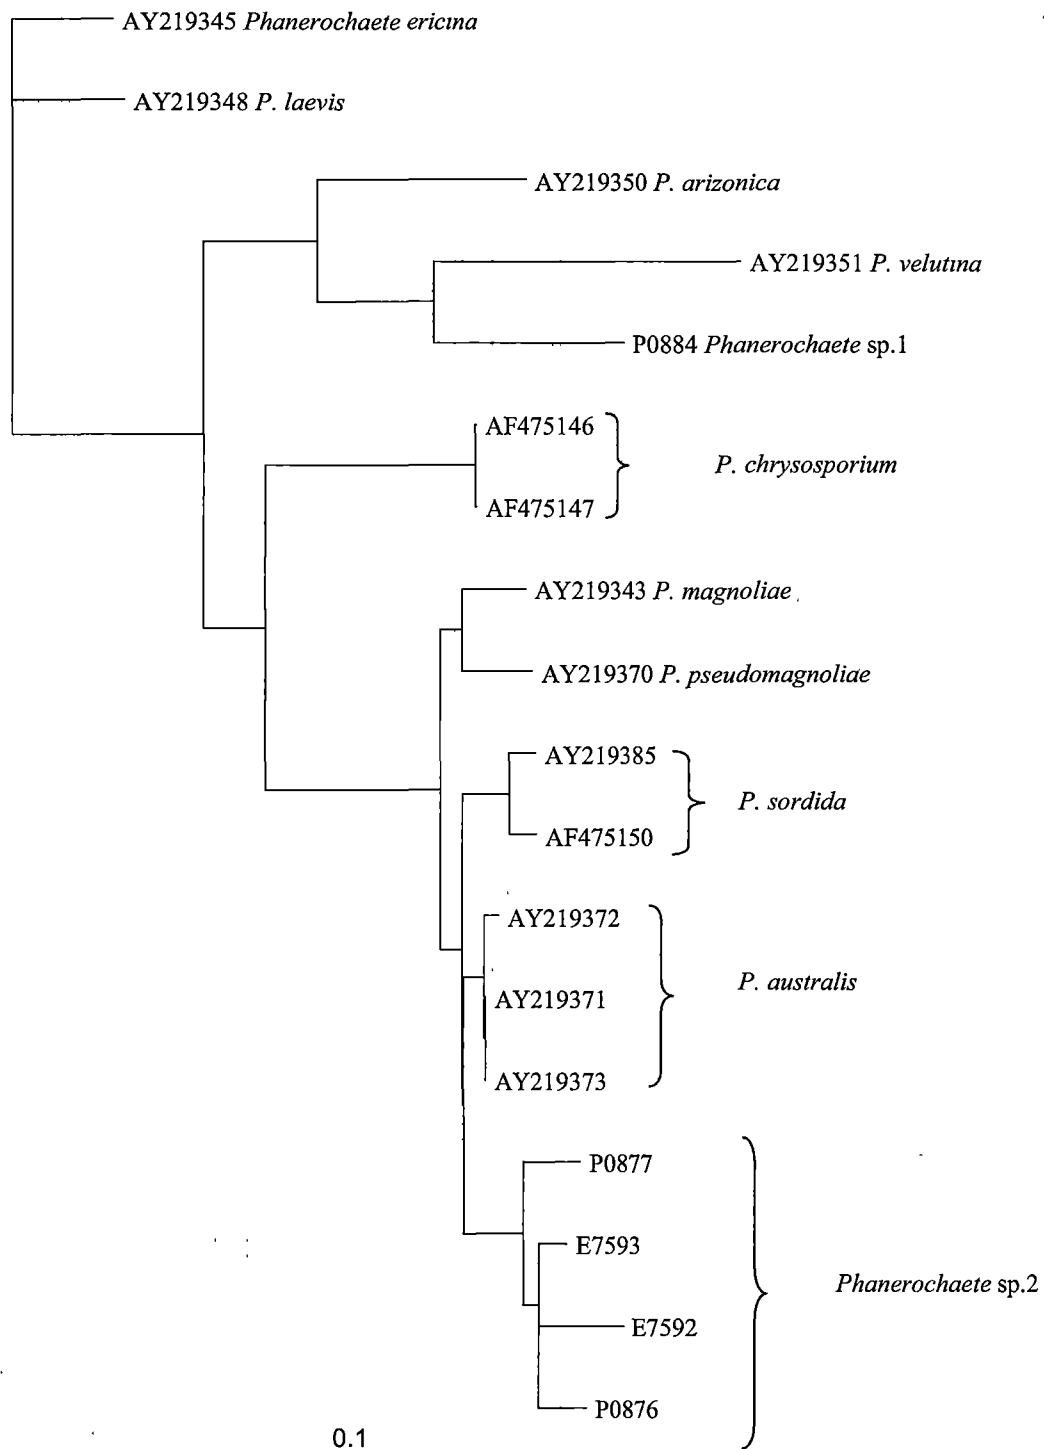 AY219345 Phanerochaete ericina
AY219348 P. laevis
AY219350 P. arizonica
AY219351 P. velutina
P0884 Phanerochaete sp.1
AF475146
P. chrysosporium
AF475147
AY219343 P. magnoliae
AY219370 P. pseudomagnoliae
AY219385
P. sordida
AF475150
AY219372
P. australis
AY219371
AY219373
P0877
E7593
Phanerochaete sp.2
E7592
P0876
0.1